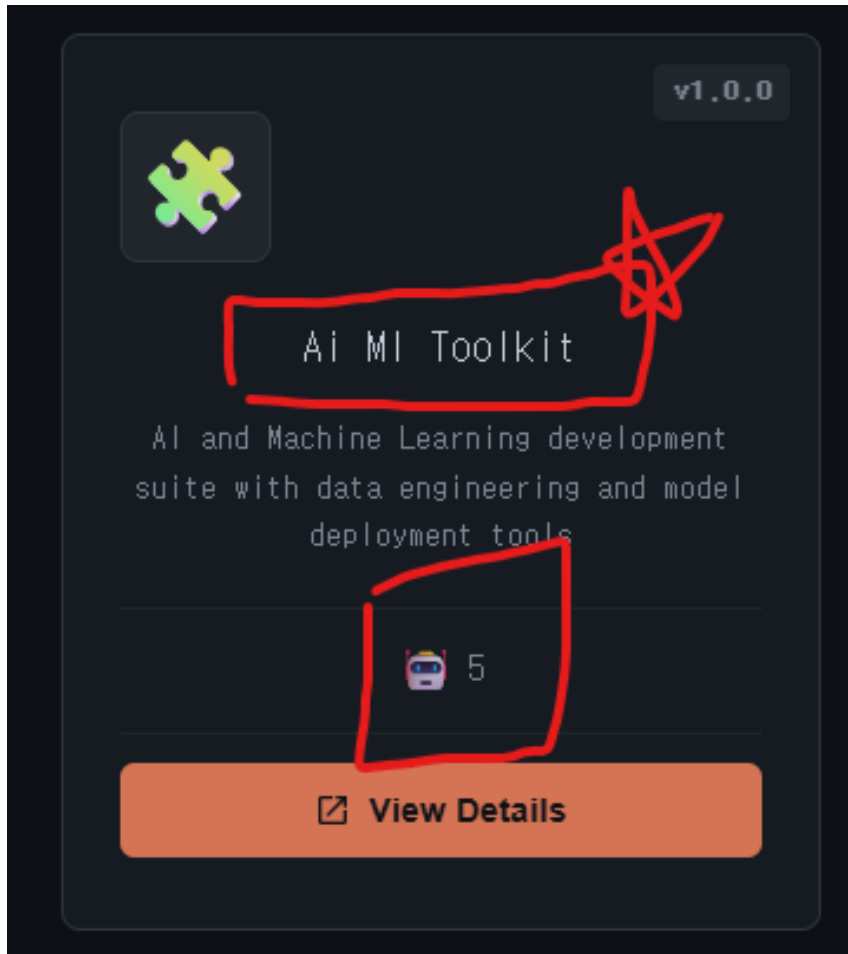 v1.0.0
Ai Ml Toolkit
AI and Machine Learning development
suite with data engineering and model
deployment tools
5
View Details